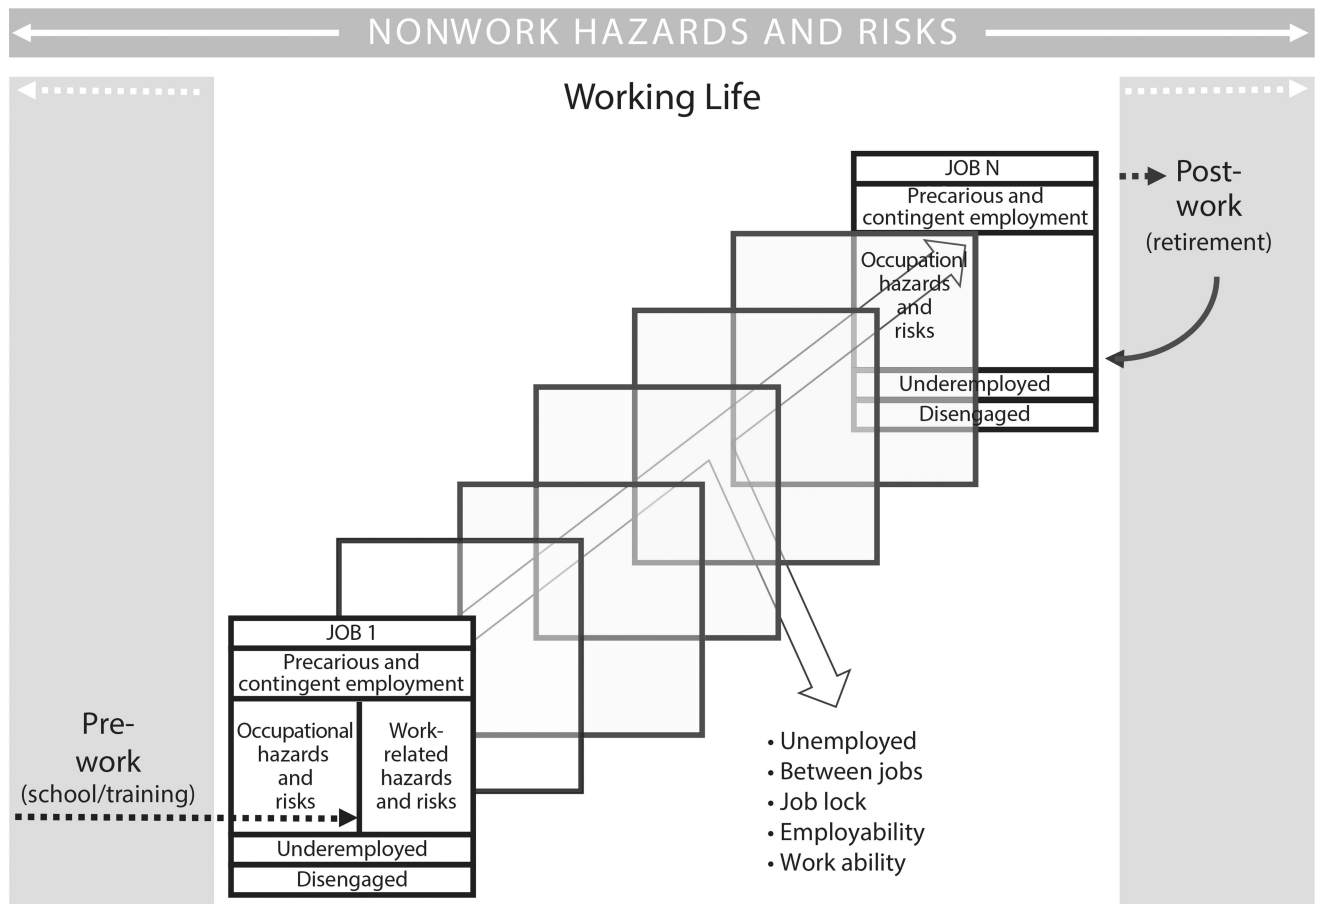 NONWORK HAZARDS AND RISKS
Working Life
JOB N
Precarious and
contingent employment
Occupationl
hazards
and
risks
Underemployed
Disengaged
Post-
work
(retirement)
JOB 1
Precarious and
contingent employment
Occupational
hazards
and
risks
Work-
related
hazards
and risks
Underemployed
Disengaged
Pre-
work
(school/training)
• Unemployed
• Between jobs
• Job lock
• Employability
• Work ability